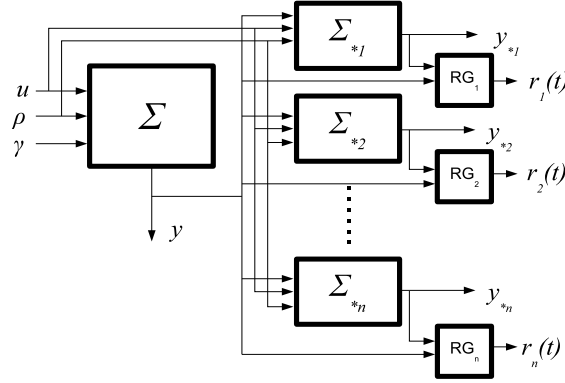 Σ*1
y*1
u
ρ
γ
Σ
RG1
r1(t)
Σ*2
y*2
RG2
r2(t)
y
Σ*n
y*n
RGn
rn(t)